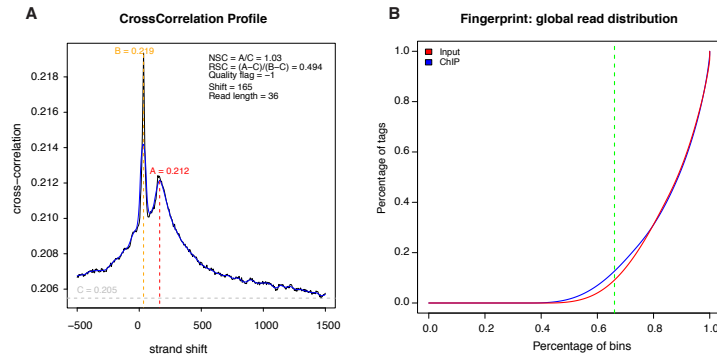 A
CrossCorrelation Profile
B = 0.219
NSC = A/C = 1.03
RSC = (A−C)/(B−C) = 0.494
Quality flag = −1
Shift = 165
Read length = 36
A = 0.212
C = 0.205
cross−correlation
0.218
0.216
0.214
0.212
0.210
0.208
0.206
−500
0
500
1000
1500
strand shift
B
Fingerprint: global read distribution
Input
ChIP
Percentage of tags
1.0
0.8
0.6
0.4
0.2
0.0
0.0
0.2
0.4
0.6
0.8
1.0
Percentage of bins